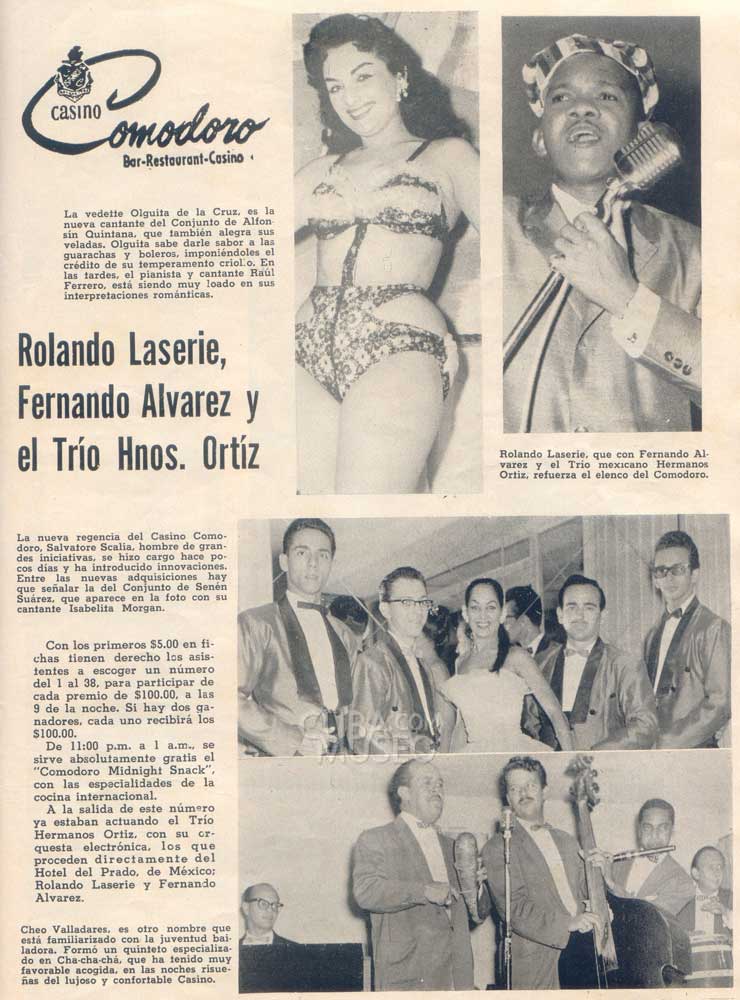 CASINO
Comodoro
Bar-Restaurant-Casino
La vedette Olguita de la Cruz, es la
nueva cantante del Conjunto de Alfon-
sin Quintana, que también alegra sus
veladas. Olguita sabe darle sabor a las
guarachas y boleros, imponiéndoles el
crédito de su temperamento criollo. En
las tardes, el pianista y cantante Raúl
Ferrero, está siendo muy loado en sus
interpretaciones románticas.
Rolando Laserie,
Fernando Alvarez y
el Trío Hnos. Ortíz
Rolando Laserie, que con Fernando Al-
varez y el Trio mexicano Hermanos
Ortiz, refuerza el elenco del Comodoro.
La nueva regencia del Casino Como-
doro, Salvatore Scalia, hombre de gran-
des iniciativas, se hizo cargo hace po-
cos días y ha introducido innovaciones.
Entre las nuevas adquisiciones hay
que señalar la del Conjunto de Senén
Suárez, que aparece en la foto con su
cantante Isabelita Morgan.
Con los primeros $5.00 en fi-
chas tienen derecho los asis-
tentes a escoger un número
del 1 al 38, para participar de
cada premio de $100.00, a las
9 de la noche. Si hay dos ga-
nadores, cada uno recibirá los
$100.00.
De 11:00 p.m. a 1 a.m., se
sirve absolutamente gratis el
"Comodoro Midnight Snack",
con las especialidades de la
cocina internacional.
A la salida de este número
ya estaban actuando el Trío
Hermanos Ortiz, con su or-
questa electrónica, los que
proceden directamente del
Hotel del Prado, de México;
Rolando Laserie y Fernando
Alvarez.
Cheo Valladares, es otro nombre que
está familiarizado con la juventud bai-
ladora. Formó un quinteto especializa-
do en Cha-cha-chá, que ha tenido muy
favorable acogida, en las noches risue-
ñas del lujoso y confortable Casino.
CUBA.COM
MUSEO